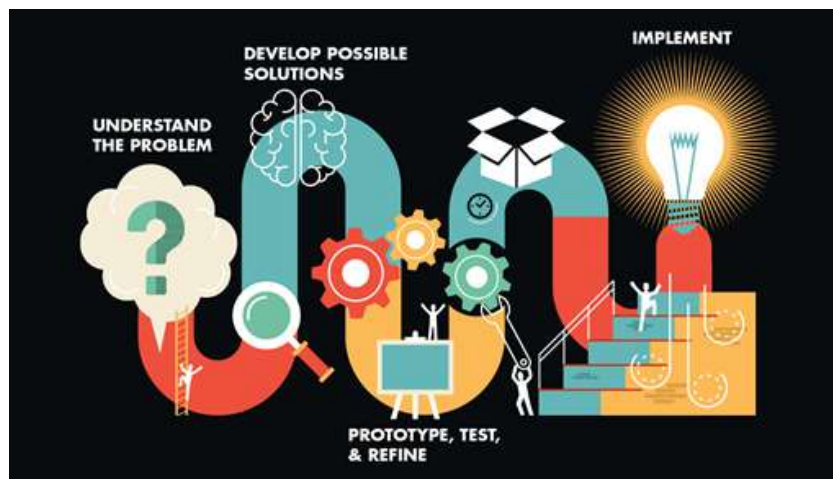 UNDERSTAND
THE PROBLEM
DEVELOP POSSIBLE
SOLUTIONS
PROTOTYPE, TEST,
& REFINE
IMPLEMENT